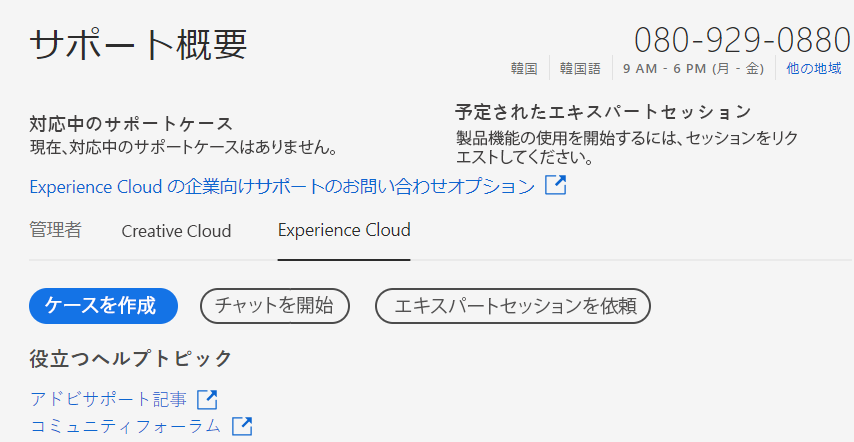 サポート概要
080-929-0880
韓国 韓国語 9 AM - 6 PM (月 - 金) 他の地域
対応中のサポートケース
現在、対応中のサポートケースはありません。
予定されたエキスパートセッション
製品機能の使用を開始するには、セッションをリク
エストしてください。
Experience Cloud の企業向けサポートのお問い合わせオプション
管理者 Creative Cloud Experience Cloud
ケースを作成 チャットを開始 エキスパートセッションを依頼
役立つヘルプトピック
アドビサポート記事
コミュニティフォーラム